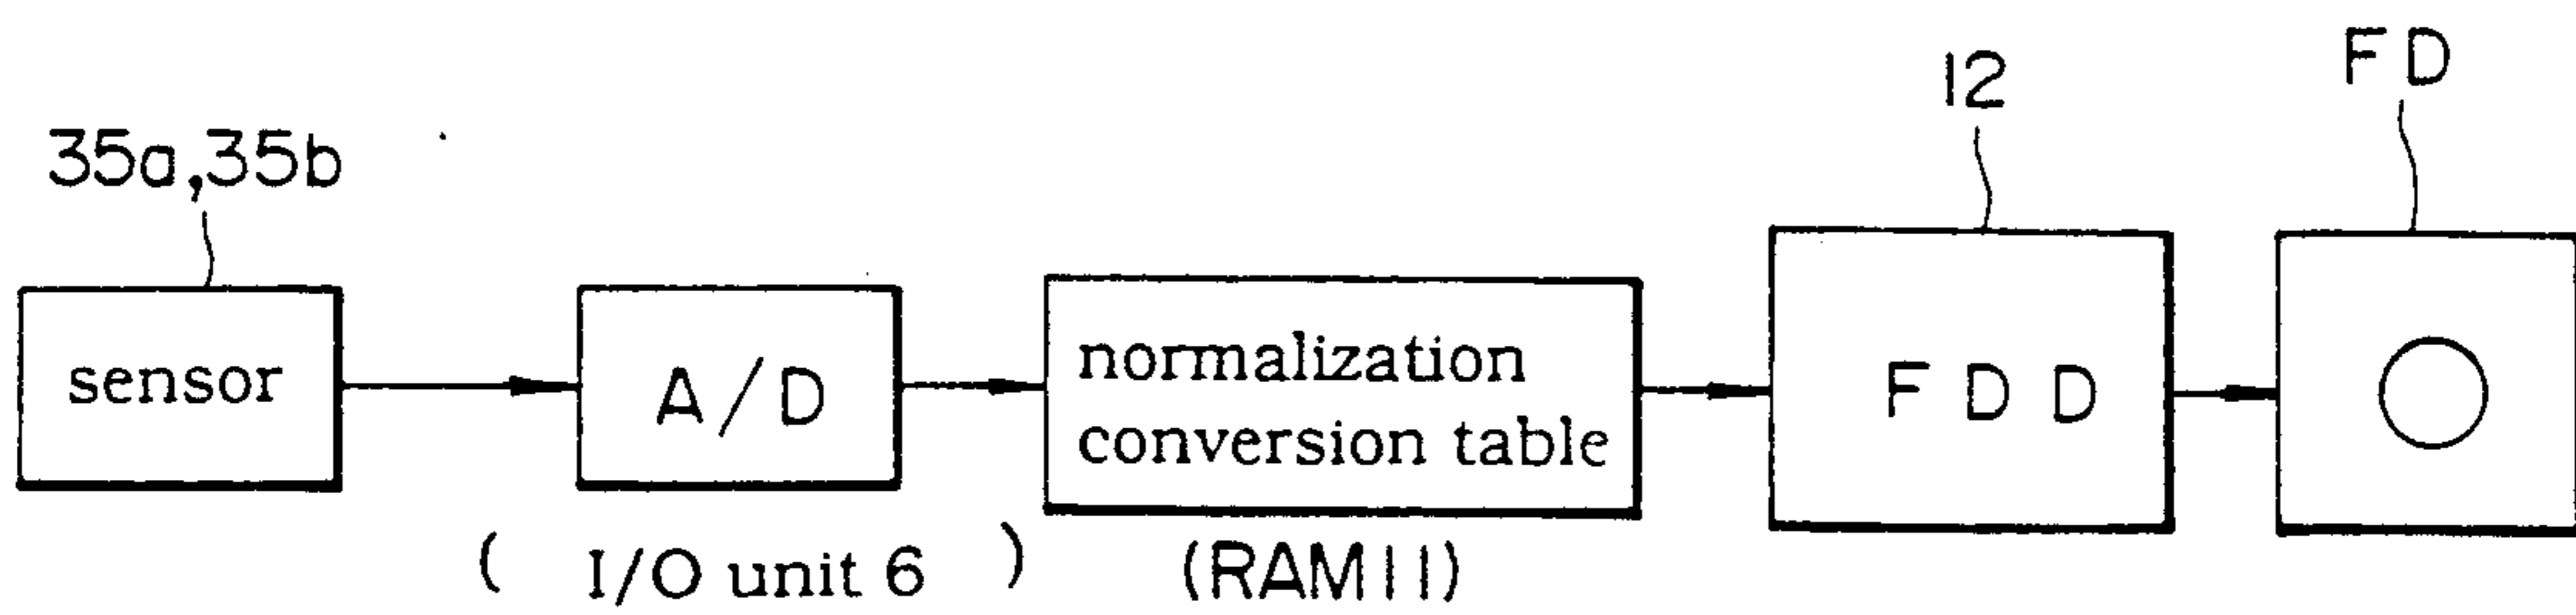 35a,35b
12
FD
sensor
A/D
normalization
conversion table
FDD
( I/O unit 6 )
(RAM11)